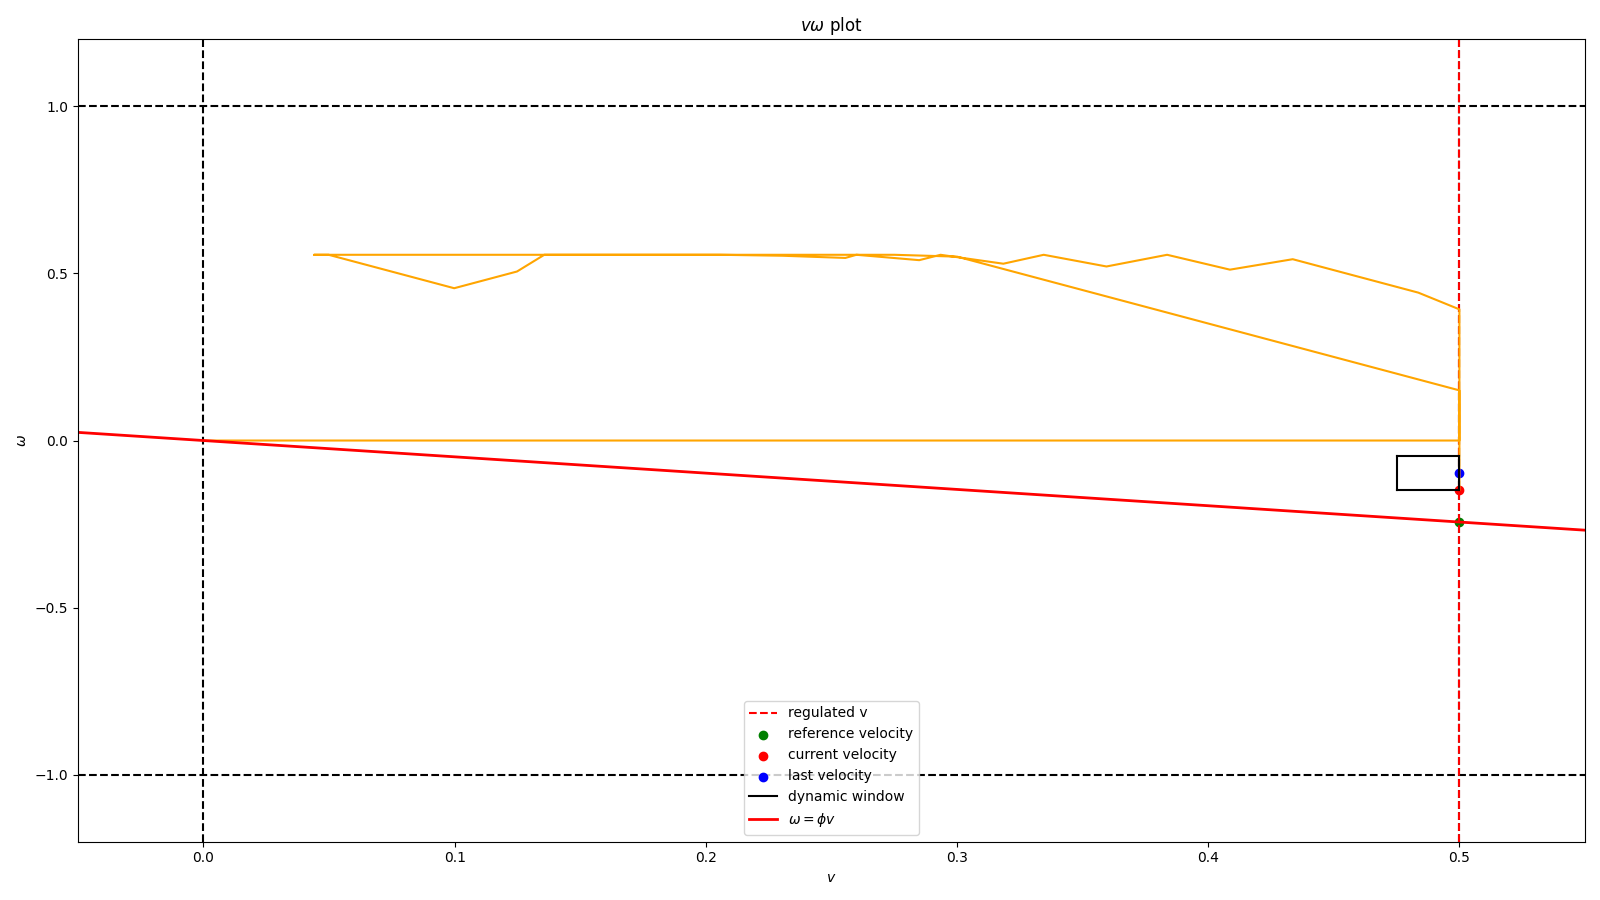 vω plot
1.0
0.5
0.0
−0.5
−1.0
ω
0.0 0.1 0.2 0.3 0.4 0.5
v
regulated v
reference velocity
current velocity
last velocity
dynamic window
ω = ϕv